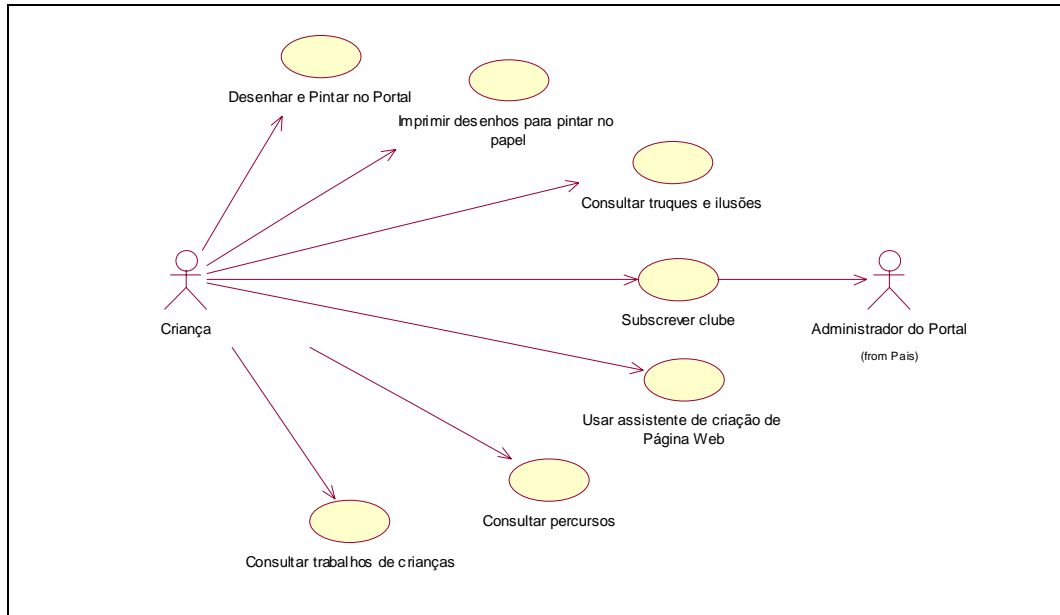 Desenhar e Pintar no Portal
Imprimir desenhos para pintar no
papel
Consultar truques e ilusões
Criança
Subscrever clube
Administrador do Portal
(from Pais)
Usar assistente de criação de
Página Web
Consultar percursos
Consultar trabalhos de crianças